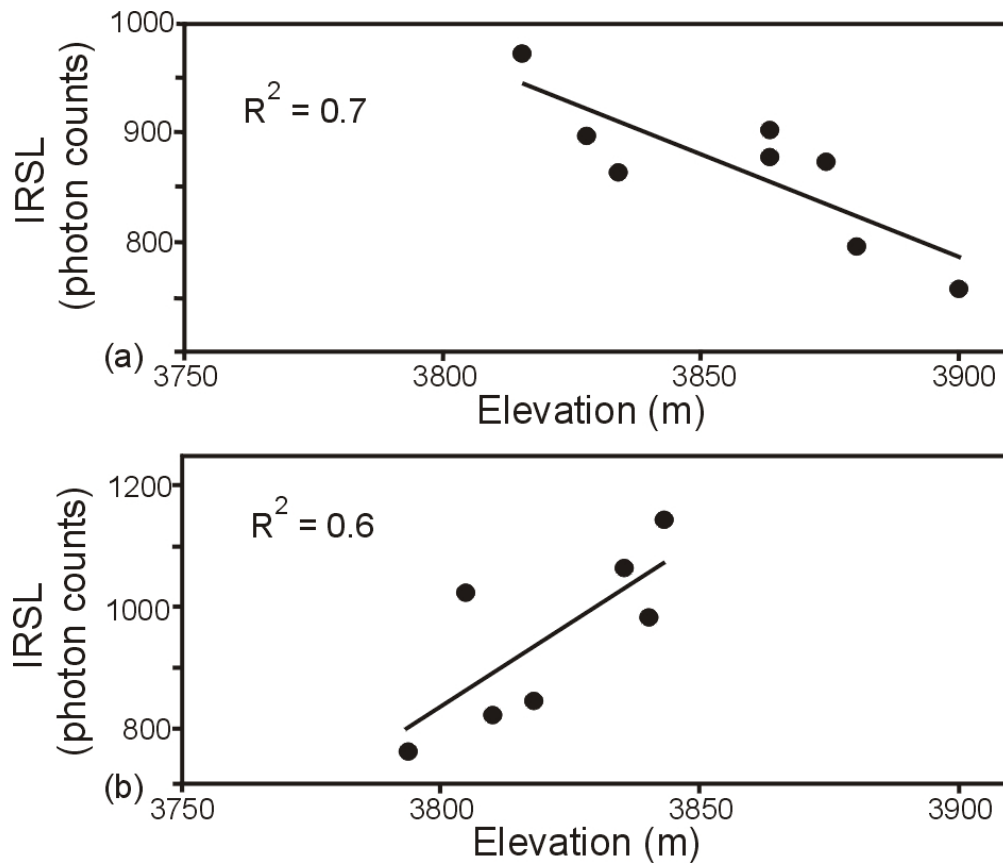 1000
900
800
IRSL
(photon counts)
R² = 0.7
(a)
3750 3800 3850 3900
Elevation (m)
1200
1000
800
IRSL
(photon counts)
R² = 0.6
(b)
3750 3800 3850 3900
Elevation (m)